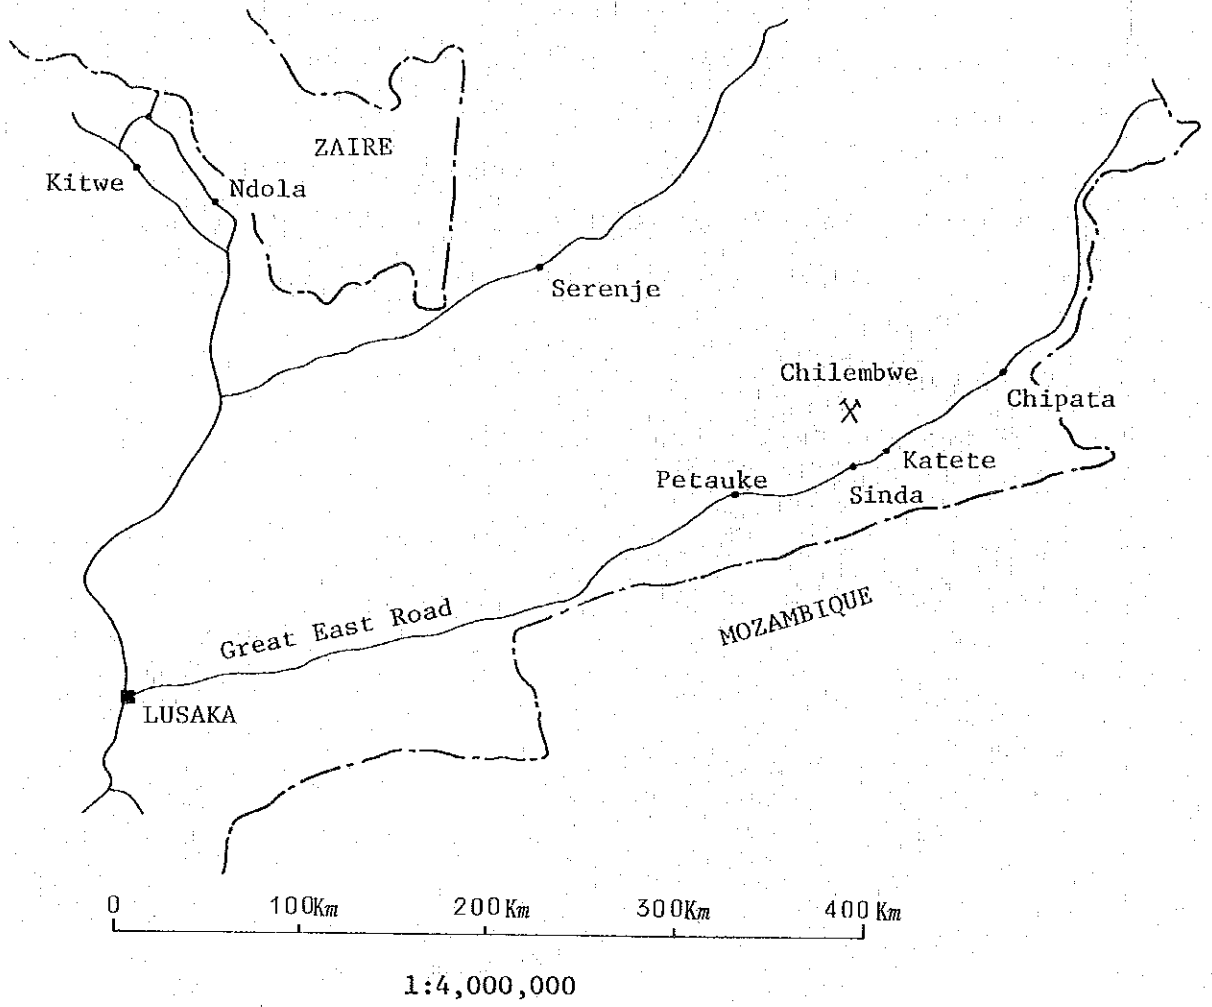 ZAIRE
Kitwe
Ndola
Serenje
Chilembwe
Chipata
Katete
Petauke
Sinda
MOZAMBIQUE
Great East Road
LUSAKA
0 100Km 200Km 300Km 400Km
1:4,000,000